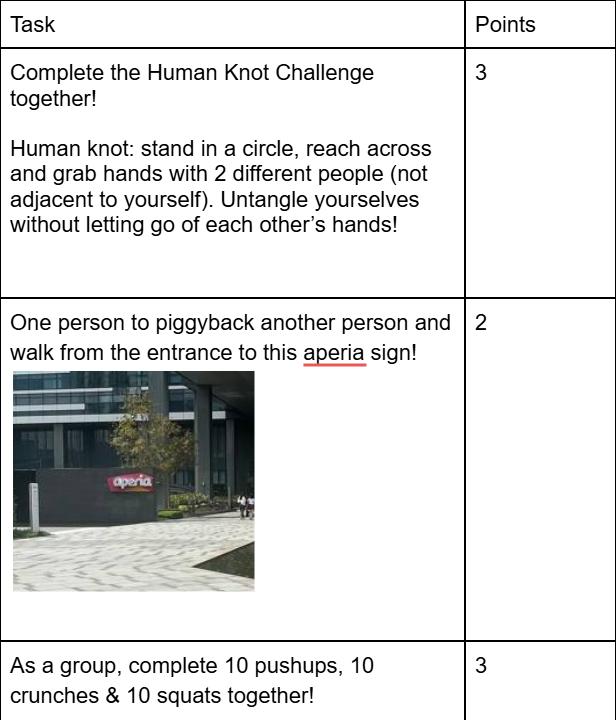 Task
Points
Complete the Human Knot Challenge
together!
3
Human knot: stand in a circle, reach across
and grab hands with 2 different people (not
adjacent to yourself). Untangle yourselves
without letting go of each other’s hands!
One person to piggyback another person and
walk from the entrance to this aperia sign!
2
aperia
As a group, complete 10 pushups, 10
crunches & 10 squats together!
3